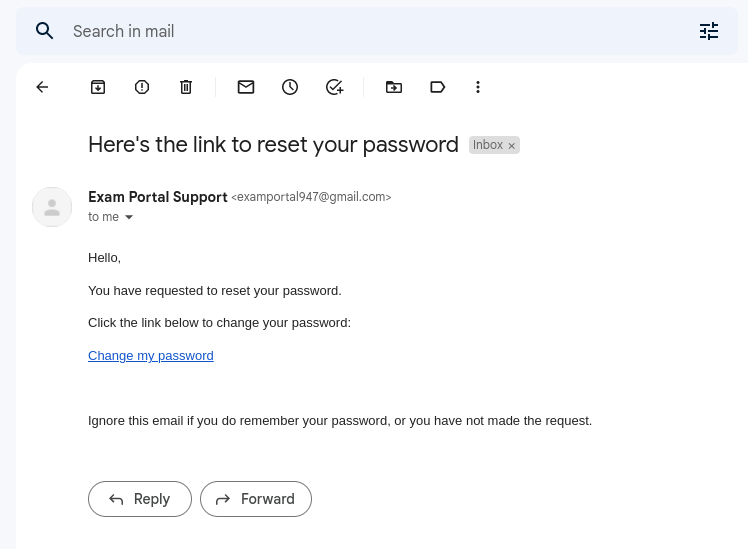 Search in mail
Here's the link to reset your password Inbox ×
Exam Portal Support <examportal947@gmail.com>
to me
Hello,
You have requested to reset your password.
Click the link below to change your password:
Change my password
Ignore this email if you do remember your password, or you have not made the request.
Reply Forward